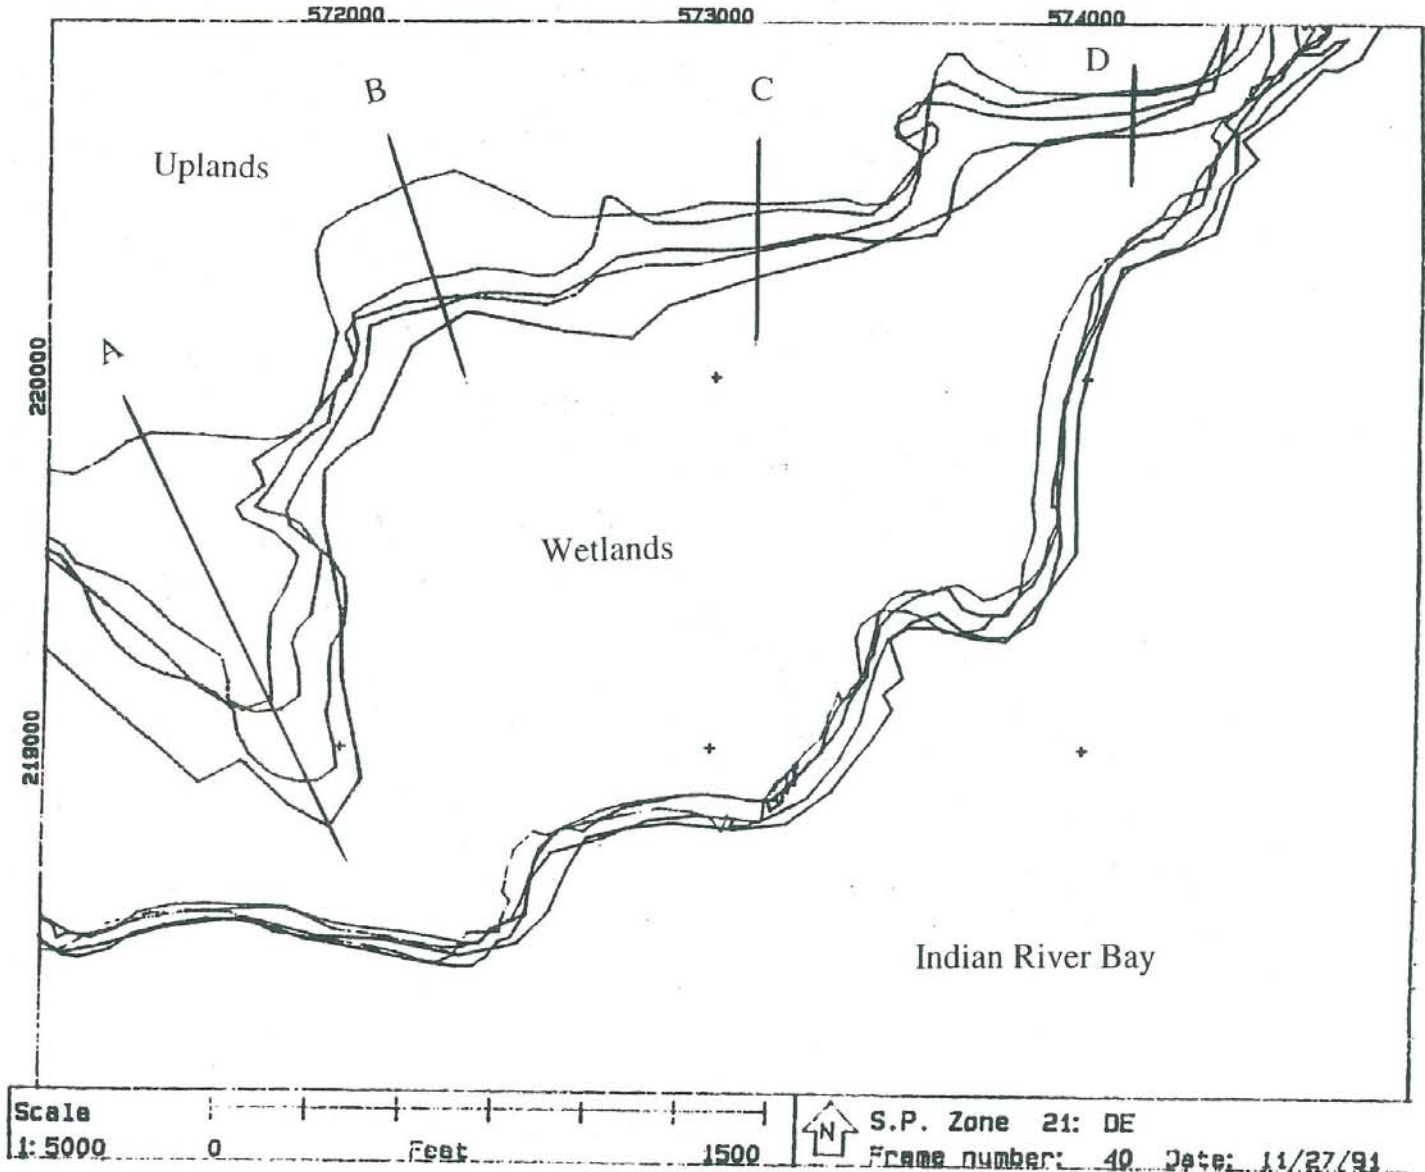 572000 573000 574000
B C D
Uplands
A
220000
Wetlands
219000
Indian River Bay
Scale
1:5000 0 Feet 1500
N S.P. Zone 21: DE
Frame number: 40 Date: 11/27/91